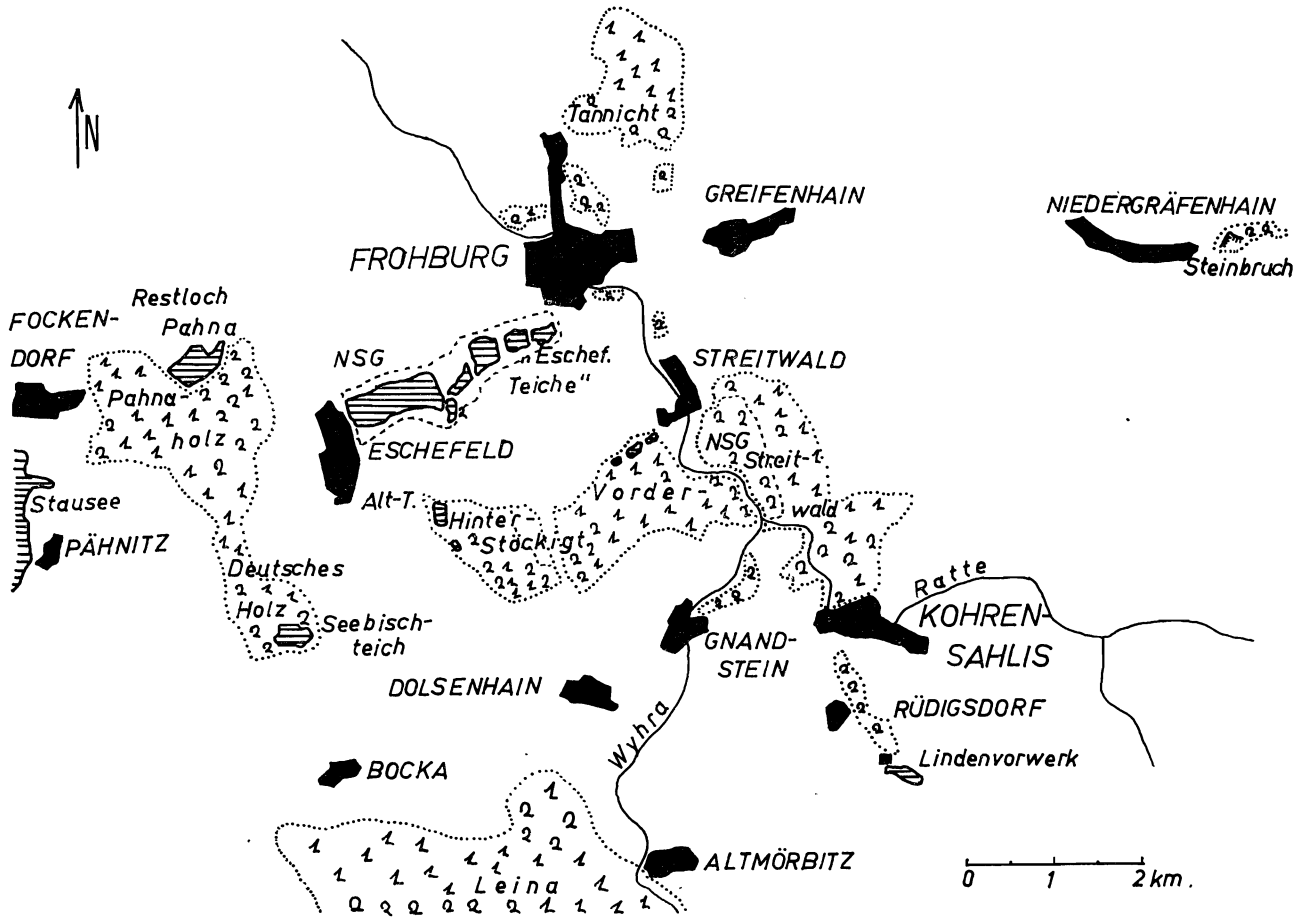 Tannicht
N
GREIFENHAIN
NIEDERGRÄFENHAIN
FROHBURG
Steinbruch
Restloch
Pahna
FOCKEN-
DORF
NSG
„Eschef.
Teiche"
STREITWALD
Pahna-
holz
ESCHEFELD
NSG
Streit-
wald
Stausee
Alt-T.
Vorder-
Hinter-
Stöckigt
PÄHNITZ
Deutsches
Holz
Seebisch-
teich
Ratte
KOHREN-
SAHLIS
GNAND-
STEIN
DOLSENHAIN
RÜDIGSDORF
Wyhra
Lindenvorwerk
BOCKA
ALTMÖRBITZ
Leina
0 1 2 km.